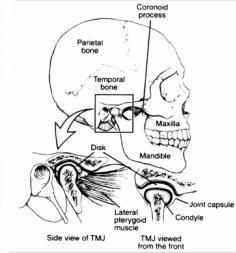 Coronoid
process
Parietal
bone
Temporal
bone
Maxilla
Mandible
Disk
Joint capsule
Condyle
Lateral
pterygoid
muscle
Side view of TMJ
TMJ viewed
from the front